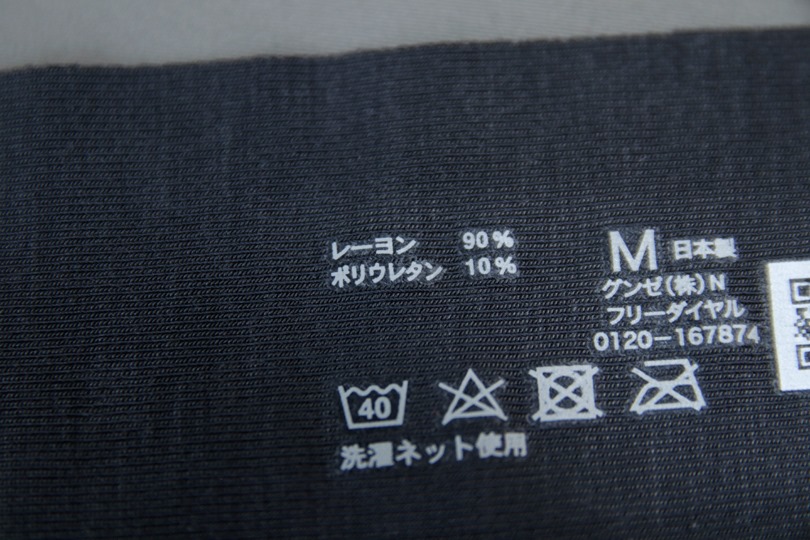 レーヨン 90%
ポリウレタン 10%
M 日本製
グンゼ(株)N
フリーダイヤル
0120-167874
40
洗濯ネット使用